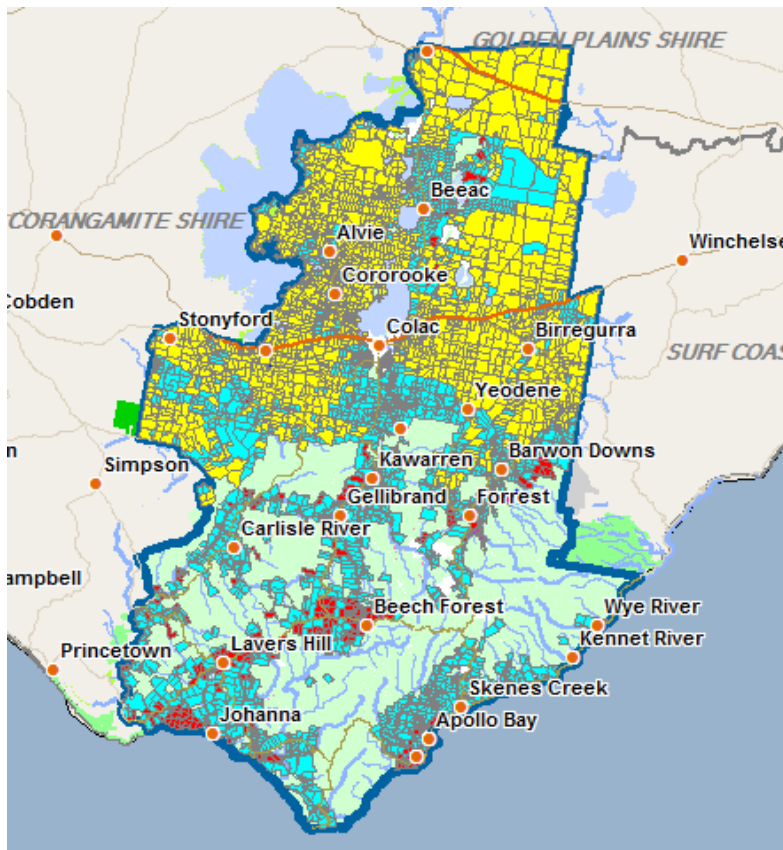 GOLDEN PLAINS SHIRE
Beeac
CORANGAMITE SHIRE
Alvie
Winchelse
Cororooke
Cobden
Stonyford
Colac
Birregurra
SURF COAS
Yeodene
Barwon Downs
n
Simpson
Kawarren
Gellibrand
Forrest
Carlisle River
ampbell
Beech Forest
Wye River
Kennet River
Princetown
Lavers Hill
Skenes Creek
Johanna
Apollo Bay